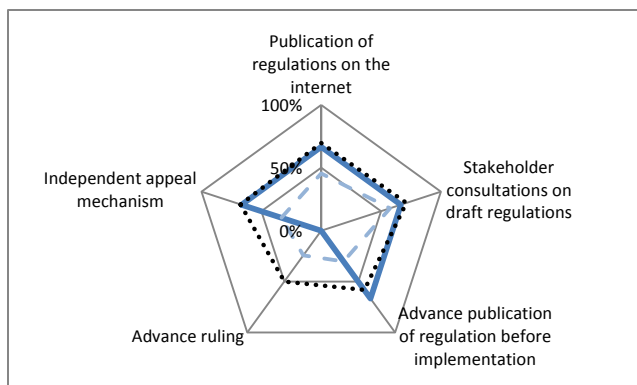 Publication of
regulations on the
internet
100%
50%
0%
Independent appeal
mechanism
Stakeholder
consultations on
draft regulations
Advance ruling
Advance publication
of regulation before
implementation